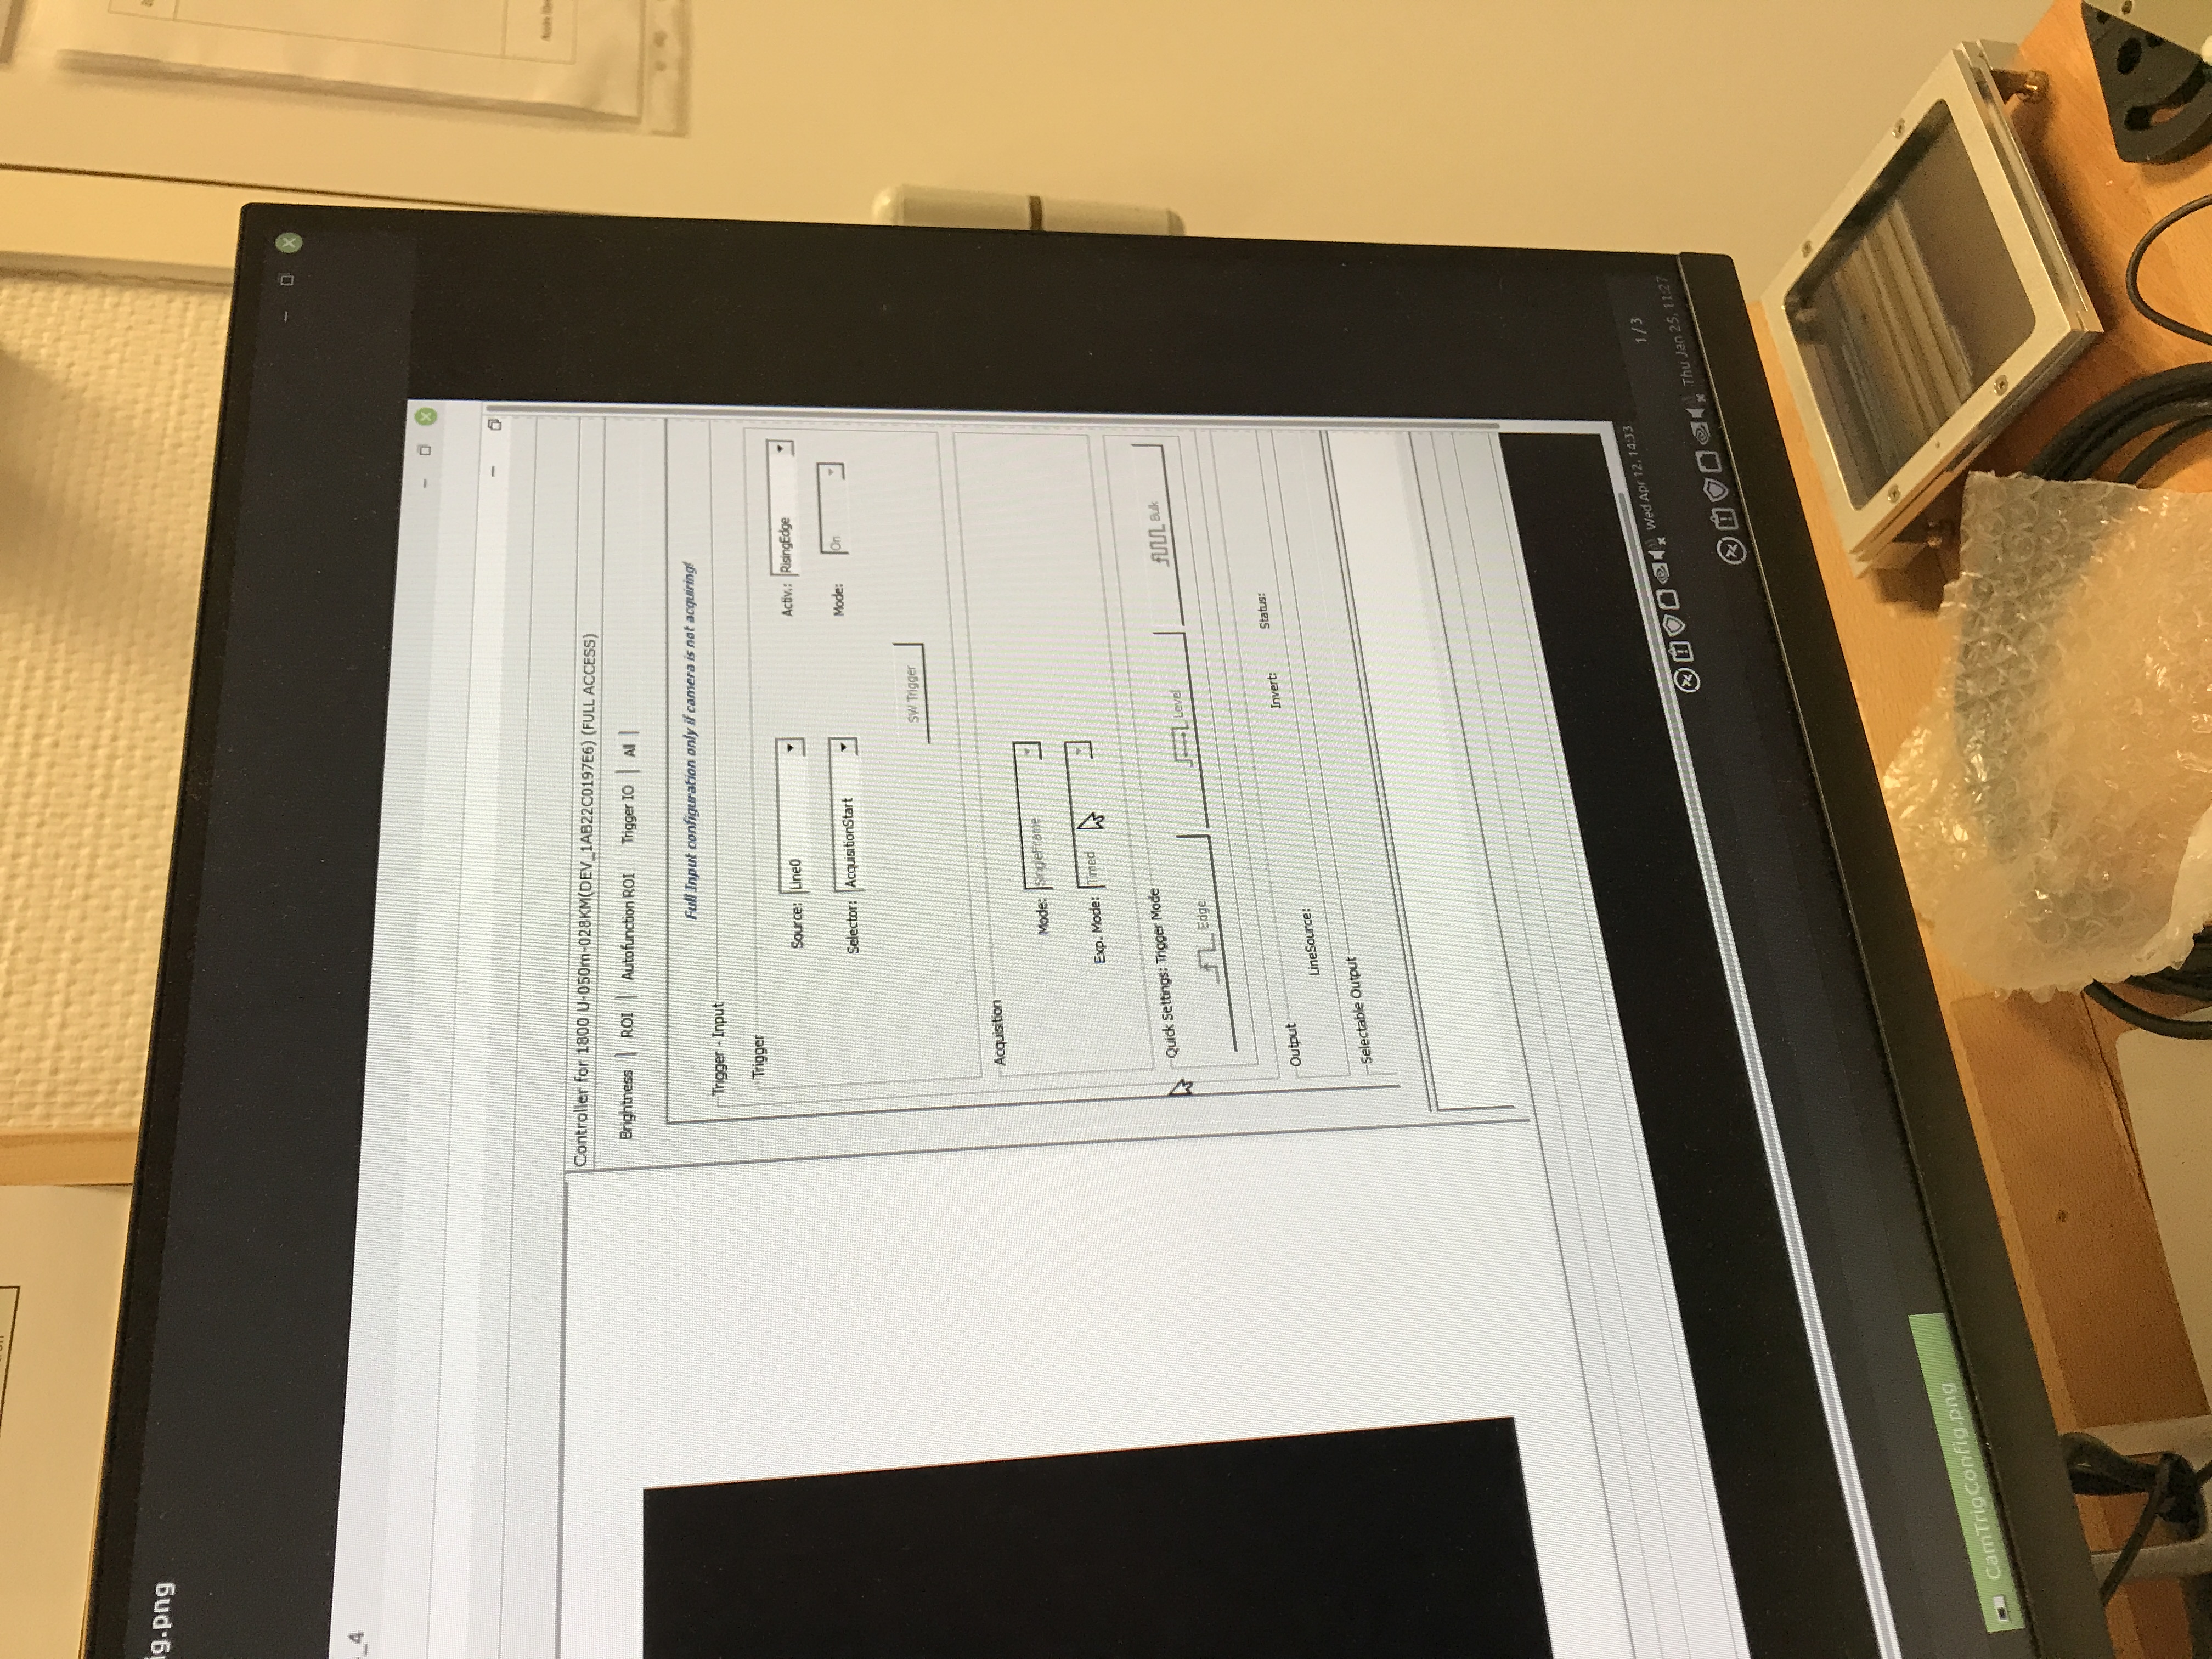 ig.png
_4
Controller for 1800 U-050m-028KM(DEV_1AB22C0197E6) (FULL ACCESS)
Brightness ROI Autofunction ROI Trigger IO All
Full Input configuration only if camera is not acquiring!
Trigger - Input
Trigger
Source: Line0 Activ.: RisingEdge
Selector: AcquisitionStart Mode: On
SW Trigger
Acquisition
Mode: SingleFrame
Exp. Mode: Timed
Quick Settings: Trigger Mode
Edge Level Bulk
Output
LineSource: Invert: Status:
Selectable Output
Wed Apr 12, 14:33
1/3
Thu Jan 25, 11:27
CamTrigConfig.png